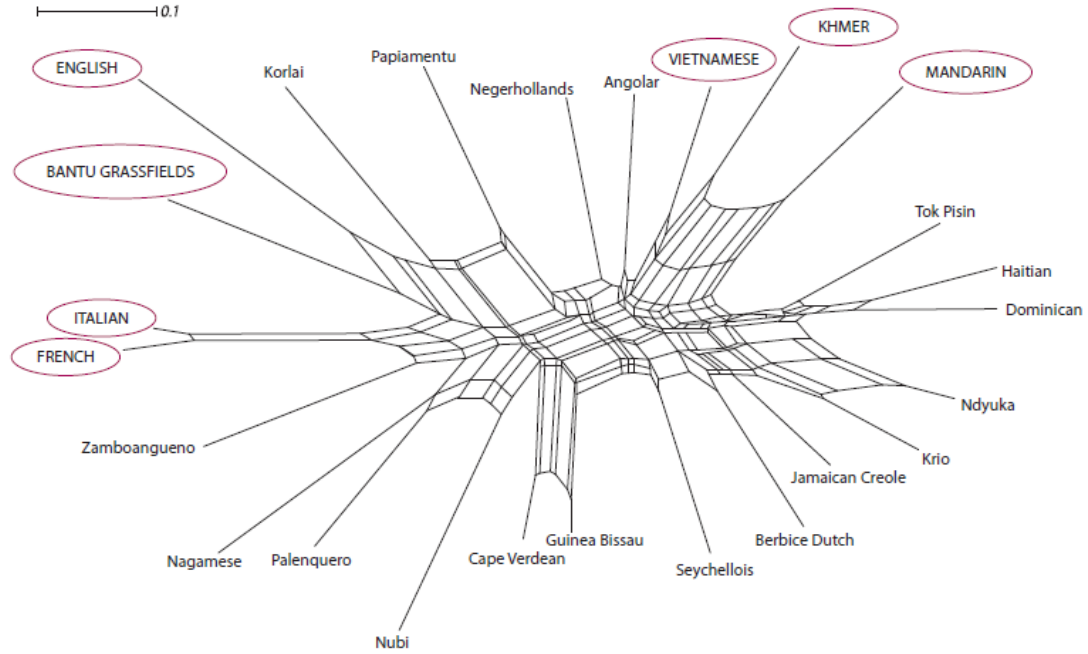 0.1
KHMER
ENGLISH
Papiamentu
VIETNAMESE
Korlai
MANDARIN
Negerhollands
Angolar
BANTU GRASSFIELDS
Tok Pisin
Haitian
ITALIAN
Dominican
FRENCH
Ndyuka
Zamboangueno
Krio
Jamaican Creole
Guinea Bissau
Berbice Dutch
Nagamese
Palenquero
Cape Verdean
Seychellois
Nubi